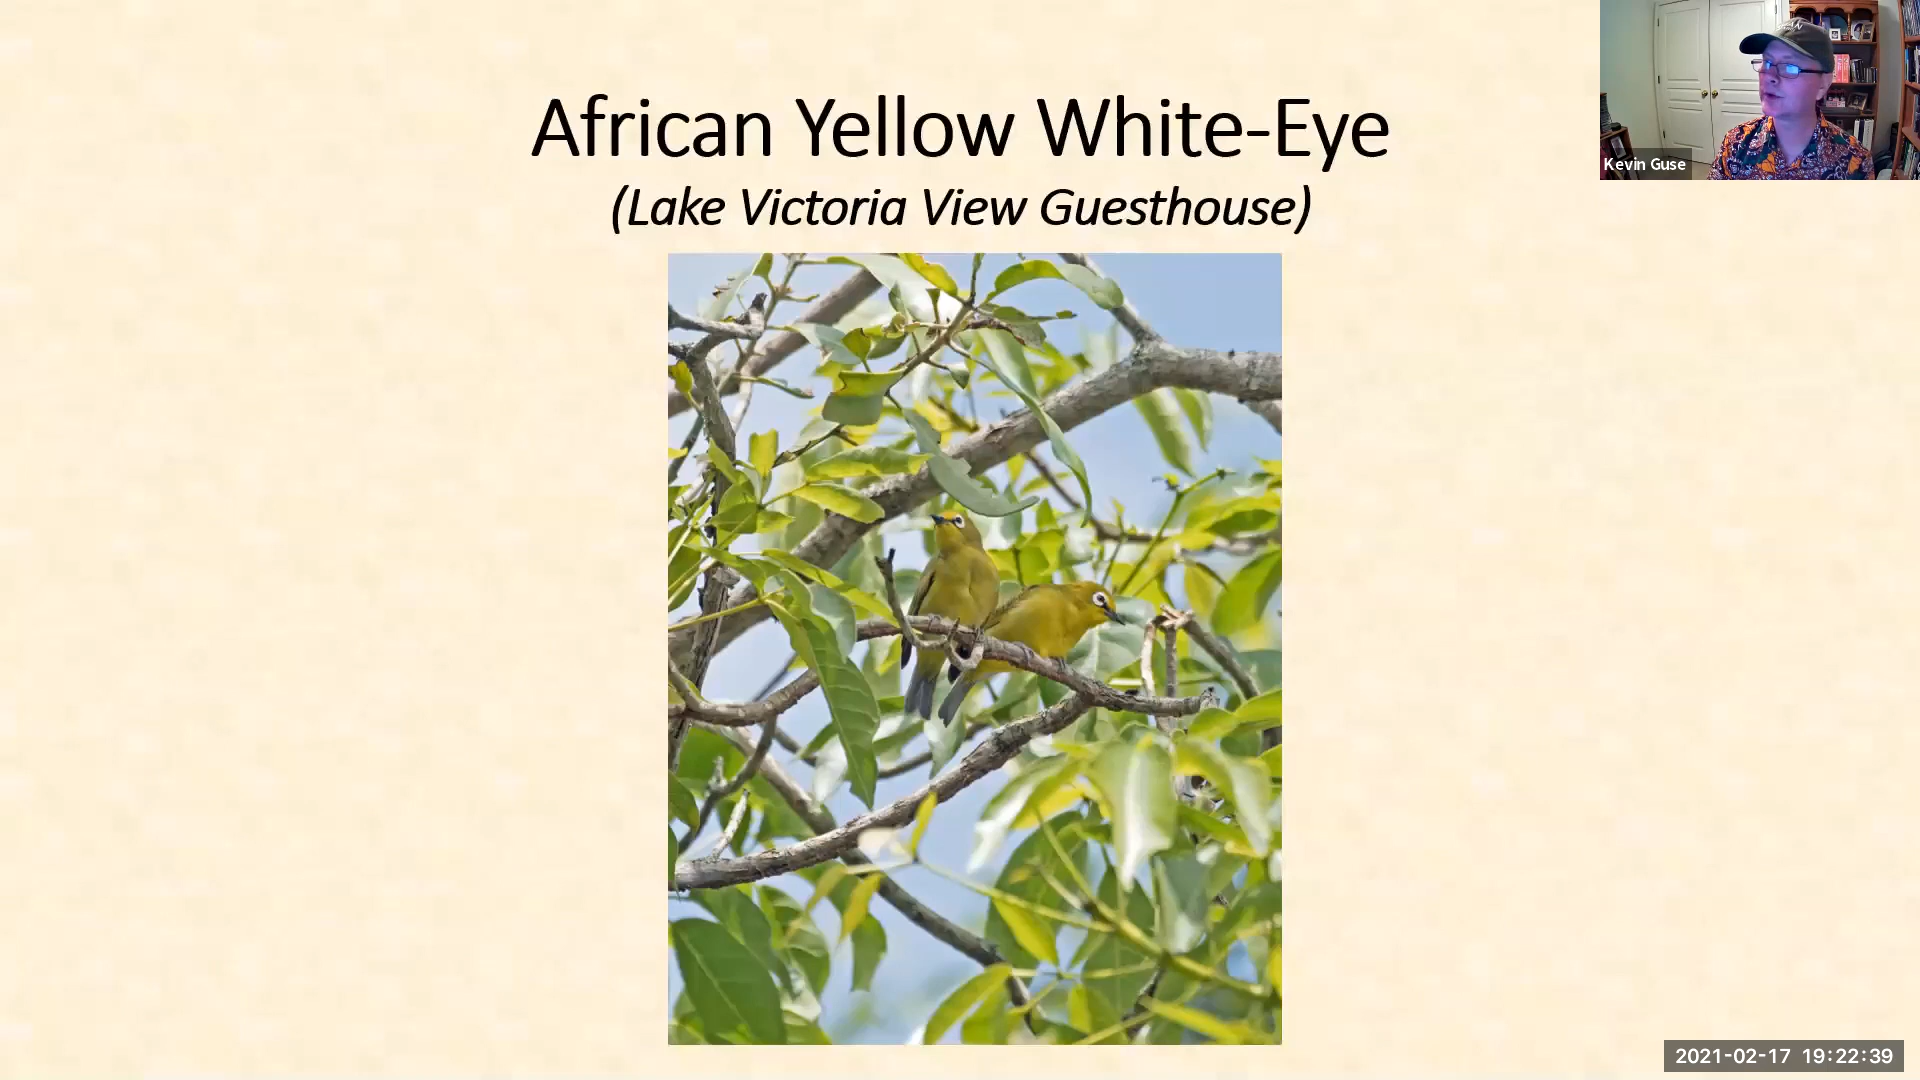 African Yellow White-Eye
(Lake Victoria View Guesthouse)
Kevin Guse
2021-02-17 19:22:39